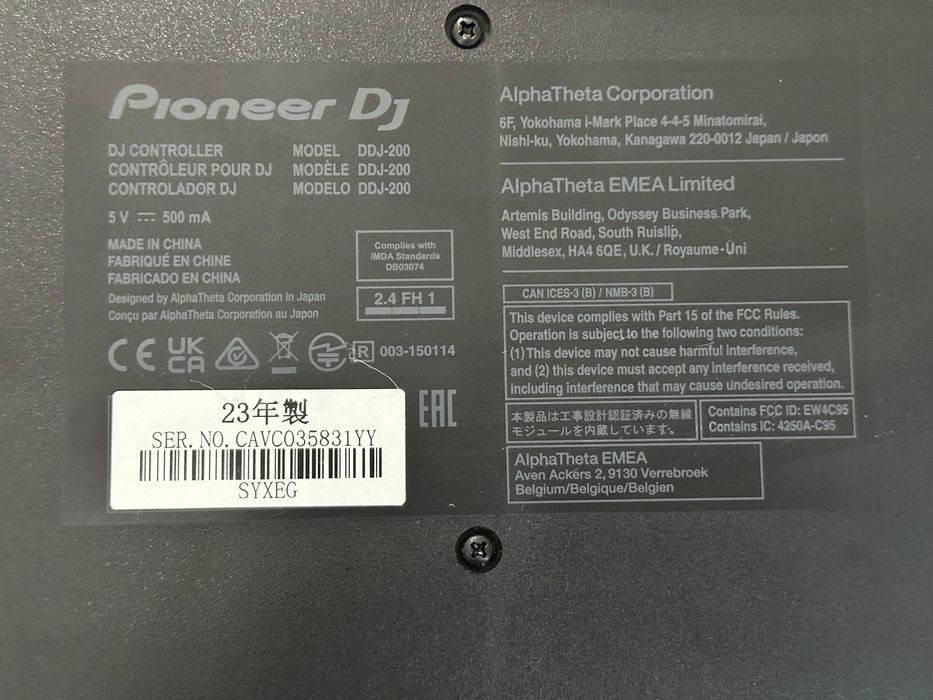 Pioneer Dj
DJ CONTROLLER MODEL DDJ-200
CONTRÔLEUR POUR DJ MODÈLE DDJ-200
CONTROLADOR DJ MODELO DDJ-200
5 V ⎓ 500 mA
MADE IN CHINA
FABRIQUÉ EN CHINE
FABRICADO EN CHINA
Designed by AlphaTheta Corporation in Japan
Conçu par AlphaTheta Corporation au Japon
Complies with
IMDA Standards
DB03074
2.4 FH 1
CE UK CA R 003-150114
EAC
23年製
SER.NO.CAVC035831YY
SYXEG
AlphaTheta Corporation
6F, Yokohama i-Mark Place 4-4-5 Minatomirai,
Nishi-ku, Yokohama, Kanagawa 220-0012 Japan / Japon
AlphaTheta EMEA Limited
Artemis Building, Odyssey Business Park,
West End Road, South Ruislip,
Middlesex, HA4 6QE, U.K. / Royaume-Uni
CAN ICES-3 (B) / NMB-3 (B)
This device complies with Part 15 of the FCC Rules.
Operation is subject to the following two conditions:
(1) This device may not cause harmful interference,
and (2) this device must accept any interference received,
including interference that may cause undesired operation.
本製品は工事設計認証済みの無線
モジュールを内蔵しています。
Contains FCC ID: EW4C95
Contains IC: 4250A-C95
AlphaTheta EMEA
Aven Ackers 2, 9130 Verrebroek
Belgium/Belgique/Belgien